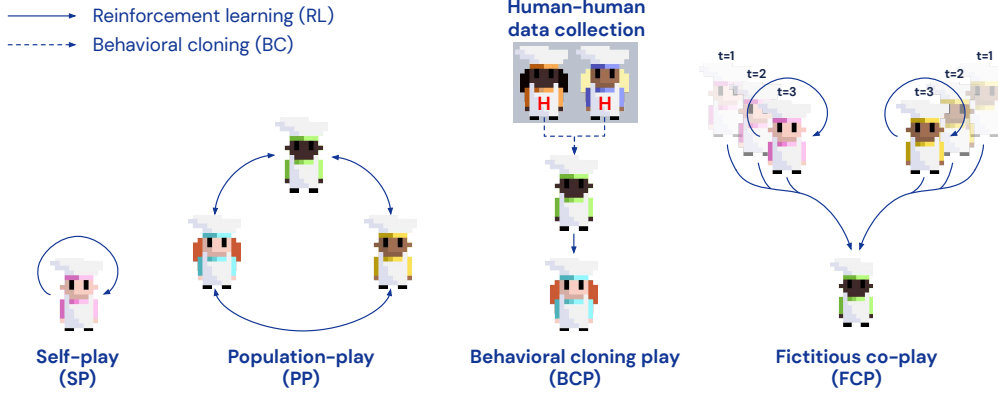 Reinforcement learning (RL)
Behavioral cloning (BC)
Human-human
data collection
H H
t=1
t=2
t=3
t=1
t=2
t=3
Self-play
(SP)
Population-play
(PP)
Behavioral cloning play
(BCP)
Fictitious co-play
(FCP)